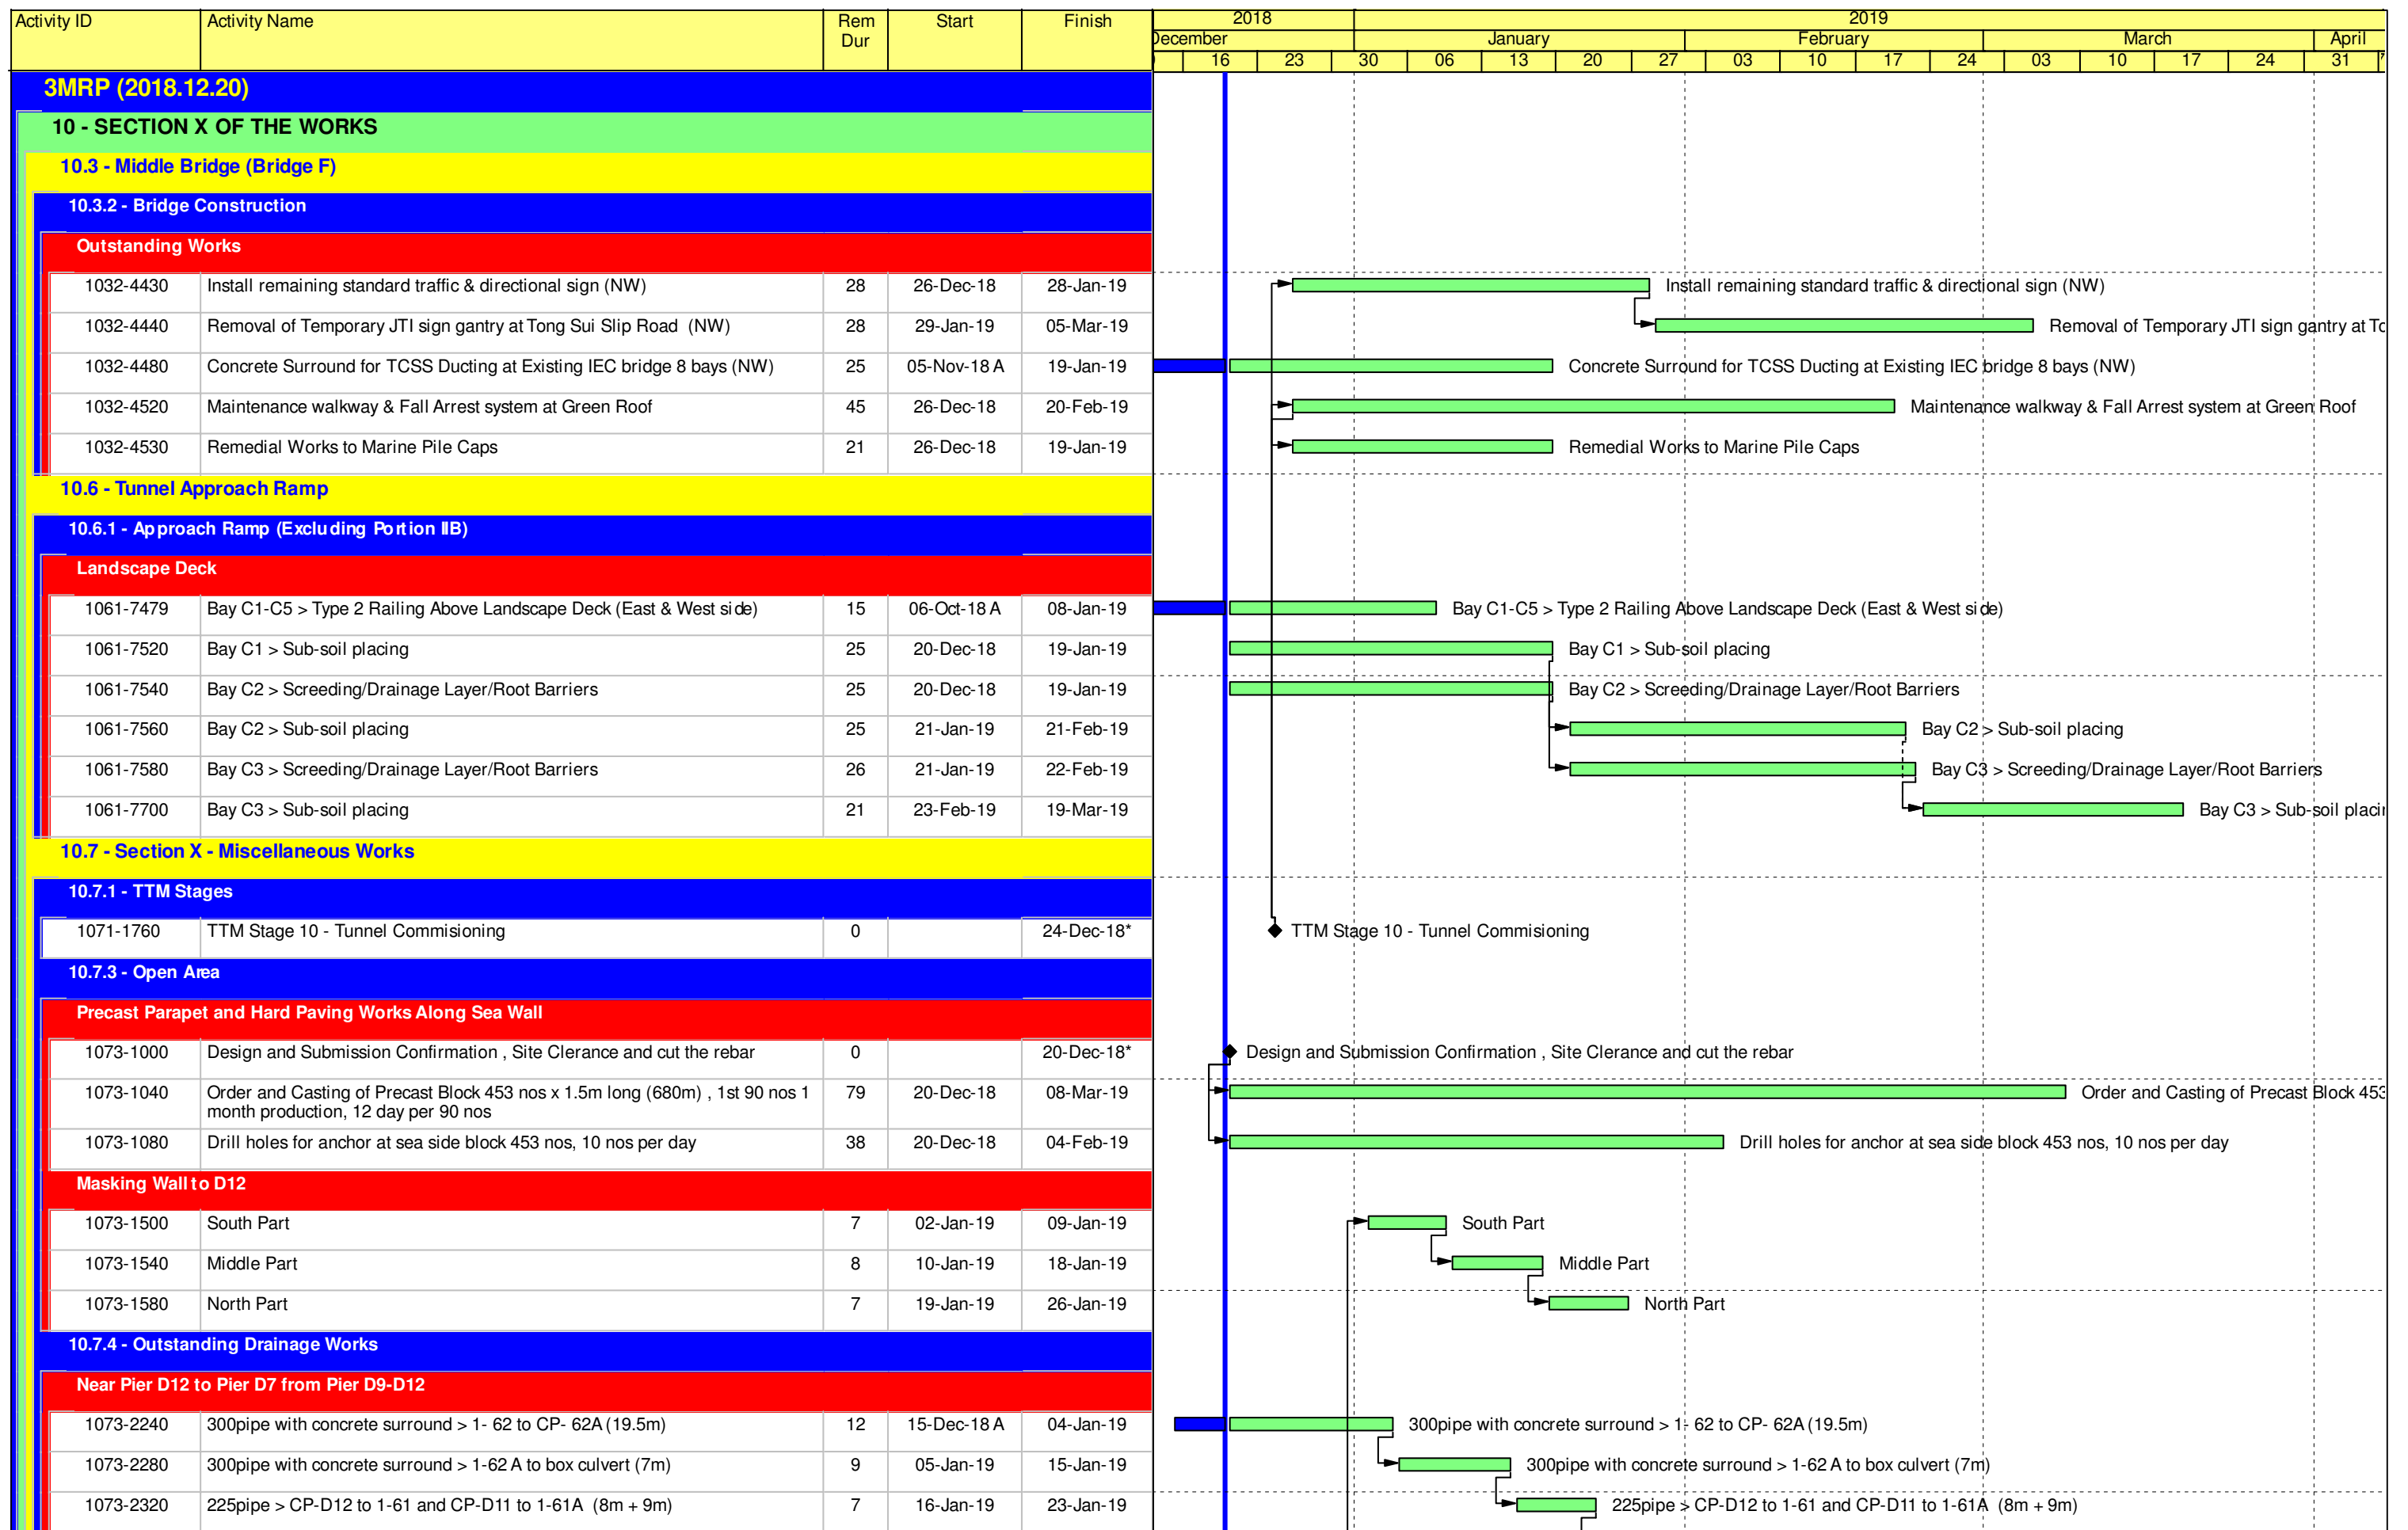 Activity ID Activity Name Rem Dur Start Finish 2018 2019
December January February March April
16 23 30 06 13 20 27 03 10 17 24 03 10 17 24 31
3MRP (2018.12.20)
10 - SECTION X OF THE WORKS
10.3 - Middle Bridge (Bridge F)
10.3.2 - Bridge Construction
Outstanding Works
1032-4430 Install remaining standard traffic & directional sign (NW) 28 26-Dec-18 28-Jan-19 Install remaining standard traffic & directional sign (NW)
1032-4440 Removal of Temporary JTI sign gantry at Tong Sui Slip Road (NW) 28 29-Jan-19 05-Mar-19 Removal of Temporary JTI sign gantry at To
1032-4480 Concrete Surround for TCSS Ducting at Existing IEC bridge 8 bays (NW) 25 05-Nov-18 A 19-Jan-19 Concrete Surround for TCSS Ducting at Existing IEC bridge 8 bays (NW)
1032-4520 Maintenance walkway & Fall Arrest system at Green Roof 45 26-Dec-18 20-Feb-19 Maintenance walkway & Fall Arrest system at Green Roof
1032-4530 Remedial Works to Marine Pile Caps 21 26-Dec-18 19-Jan-19 Remedial Works to Marine Pile Caps
10.6 - Tunnel Approach Ramp
10.6.1 - Approach Ramp (Excluding Portion IIB)
Landscape Deck
1061-7479 Bay C1-C5 > Type 2 Railing Above Landscape Deck (East & West side) 15 06-Oct-18 A 08-Jan-19 Bay C1-C5 > Type 2 Railing Above Landscape Deck (East & West side)
1061-7520 Bay C1 > Sub-soil placing 25 20-Dec-18 19-Jan-19 Bay C1 > Sub-soil placing
1061-7540 Bay C2 > Screeding/Drainage Layer/Root Barriers 25 20-Dec-18 19-Jan-19 Bay C2 > Screeding/Drainage Layer/Root Barriers
1061-7560 Bay C2 > Sub-soil placing 25 21-Jan-19 21-Feb-19 Bay C2 > Sub-soil placing
1061-7580 Bay C3 > Screeding/Drainage Layer/Root Barriers 26 21-Jan-19 22-Feb-19 Bay C3 > Screeding/Drainage Layer/Root Barriers
1061-7700 Bay C3 > Sub-soil placing 21 23-Feb-19 19-Mar-19 Bay C3 > Sub-soil placin
10.7 - Section X - Miscellaneous Works
10.7.1 - TTM Stages
1071-1760 TTM Stage 10 - Tunnel Commisioning 0 24-Dec-18* TTM Stage 10 - Tunnel Commisioning
10.7.3 - Open Area
Precast Parapet and Hard Paving Works Along Sea Wall
1073-1000 Design and Submission Confirmation , Site Clerance and cut the rebar 0 20-Dec-18* Design and Submission Confirmation , Site Clerance and cut the rebar
1073-1040 Order and Casting of Precast Block 453 nos x 1.5m long (680m) , 1st 90 nos 1 79 20-Dec-18 08-Mar-19 Order and Casting of Precast Block 453
month production, 12 day per 90 nos
1073-1080 Drill holes for anchor at sea side block 453 nos, 10 nos per day 38 20-Dec-18 04-Feb-19 Drill holes for anchor at sea side block 453 nos, 10 nos per day
Masking Wall to D12
1073-1500 South Part 7 02-Jan-19 09-Jan-19 South Part
1073-1540 Middle Part 8 10-Jan-19 18-Jan-19 Middle Part
1073-1580 North Part 7 19-Jan-19 26-Jan-19 North Part
10.7.4 - Outstanding Drainage Works
Near Pier D12 to Pier D7 from Pier D9-D12
1073-2240 300pipe with concrete surround > 1- 62 to CP- 62A (19.5m) 12 15-Dec-18 A 04-Jan-19 300pipe with concrete surround > 1- 62 to CP- 62A (19.5m)
1073-2280 300pipe with concrete surround > 1-62 A to box culvert (7m) 9 05-Jan-19 15-Jan-19 300pipe with concrete surround > 1-62 A to box culvert (7m)
1073-2320 225pipe > CP-D12 to 1-61 and CP-D11 to 1-61A (8m + 9m) 7 16-Jan-19 23-Jan-19 225pipe > CP-D12 to 1-61 and CP-D11 to 1-61A (8m + 9m)